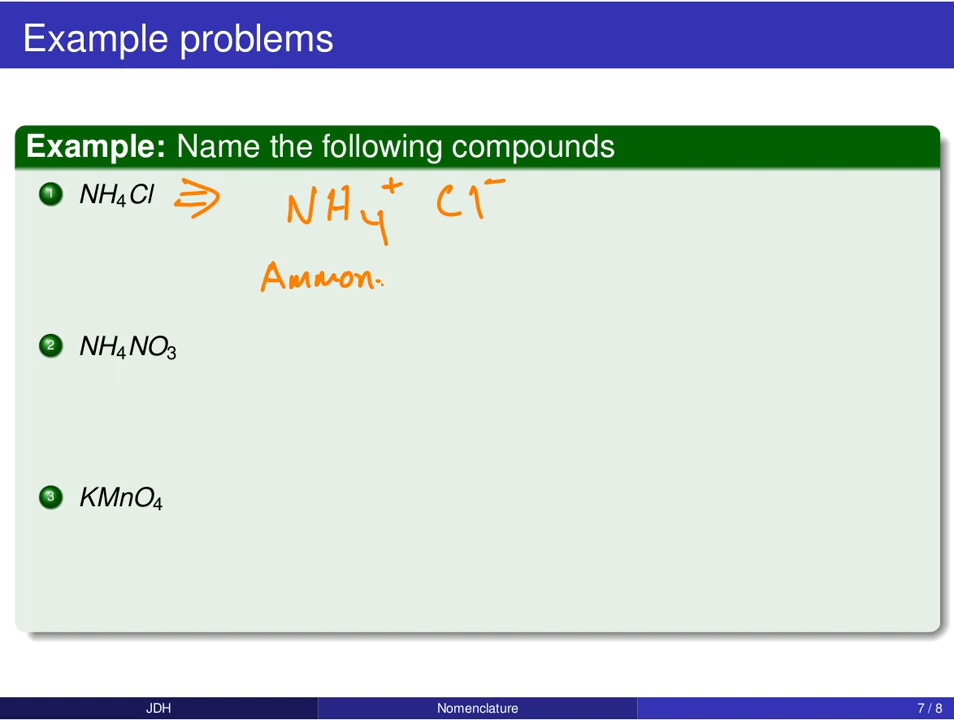 Example problems
Example: Name the following compounds
1 NH₄Cl ⇒ NH₄⁺ Cl⁻
Ammon.
2 NH₄NO₃
3 KMnO₄
JDH Nomenclature 7 / 8